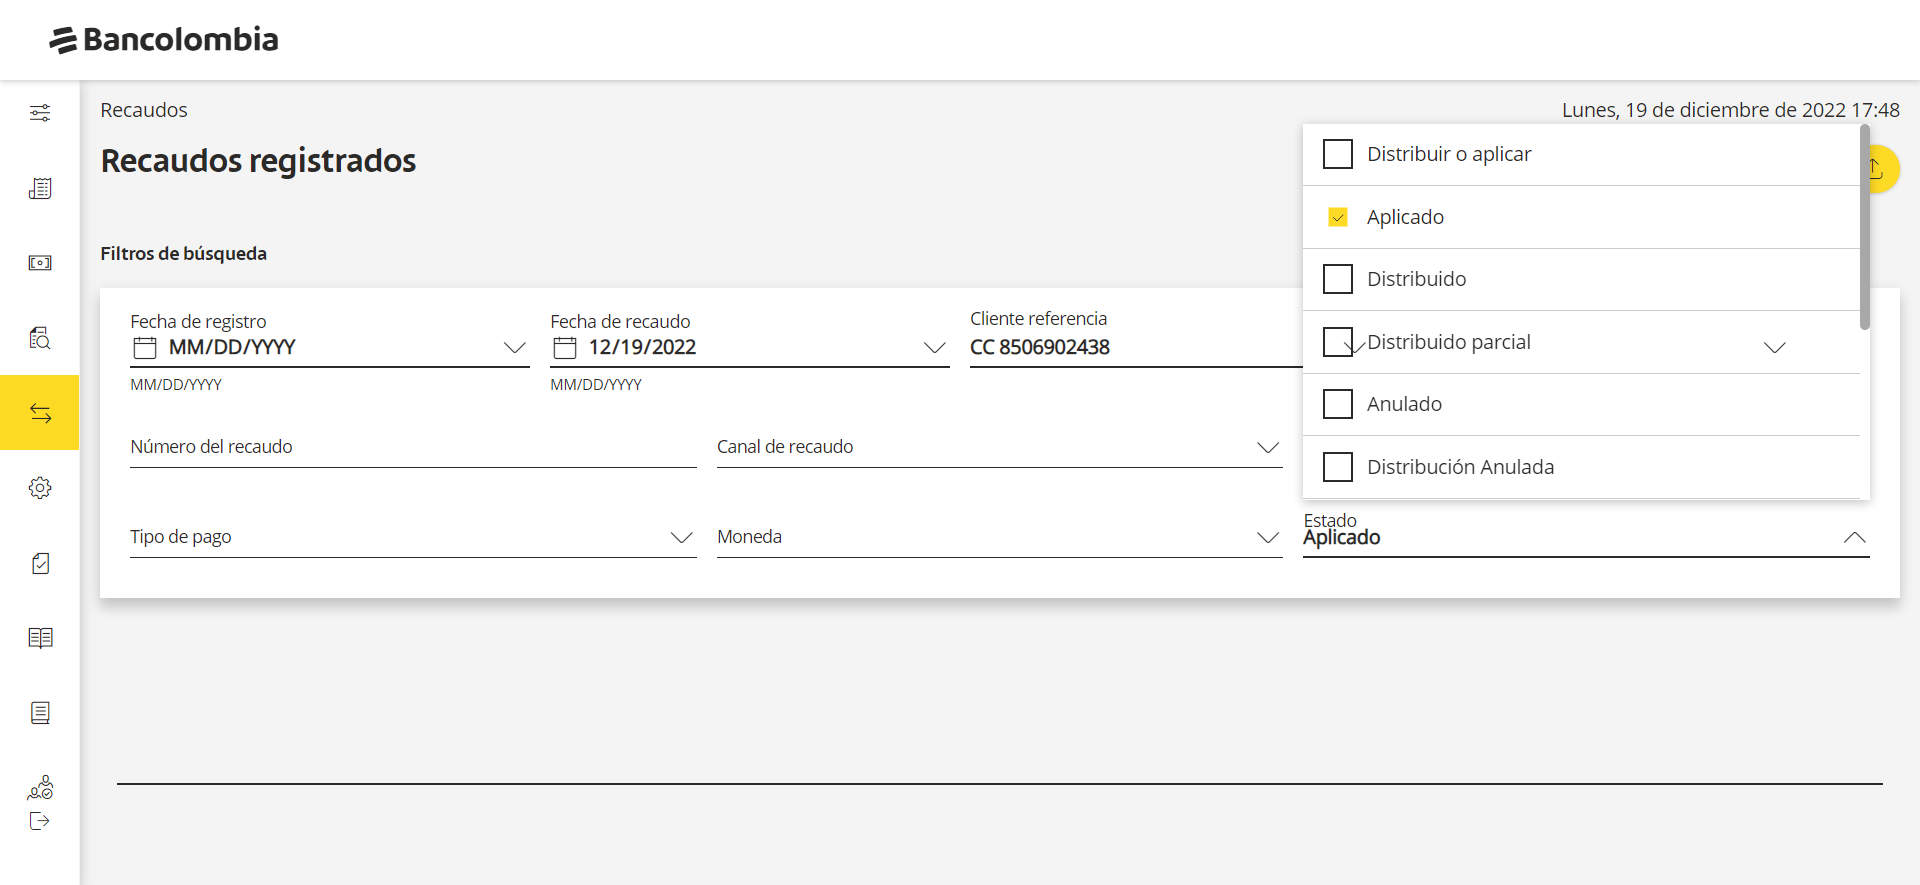 Bancolombia
Recaudos
Lunes, 19 de diciembre de 2022 17:48
Recaudos registrados
Filtros de búsqueda
Fecha de registro
MM/DD/YYYY
MM/DD/YYYY
Fecha de recaudo
12/19/2022
MM/DD/YYYY
Cliente referencia
CC 8506902438
Distribuir o aplicar
Aplicado
Distribuido
Distribuido parcial
Anulado
Distribución Anulada
Número del recaudo
Canal de recaudo
Tipo de pago
Moneda
Estado
Aplicado